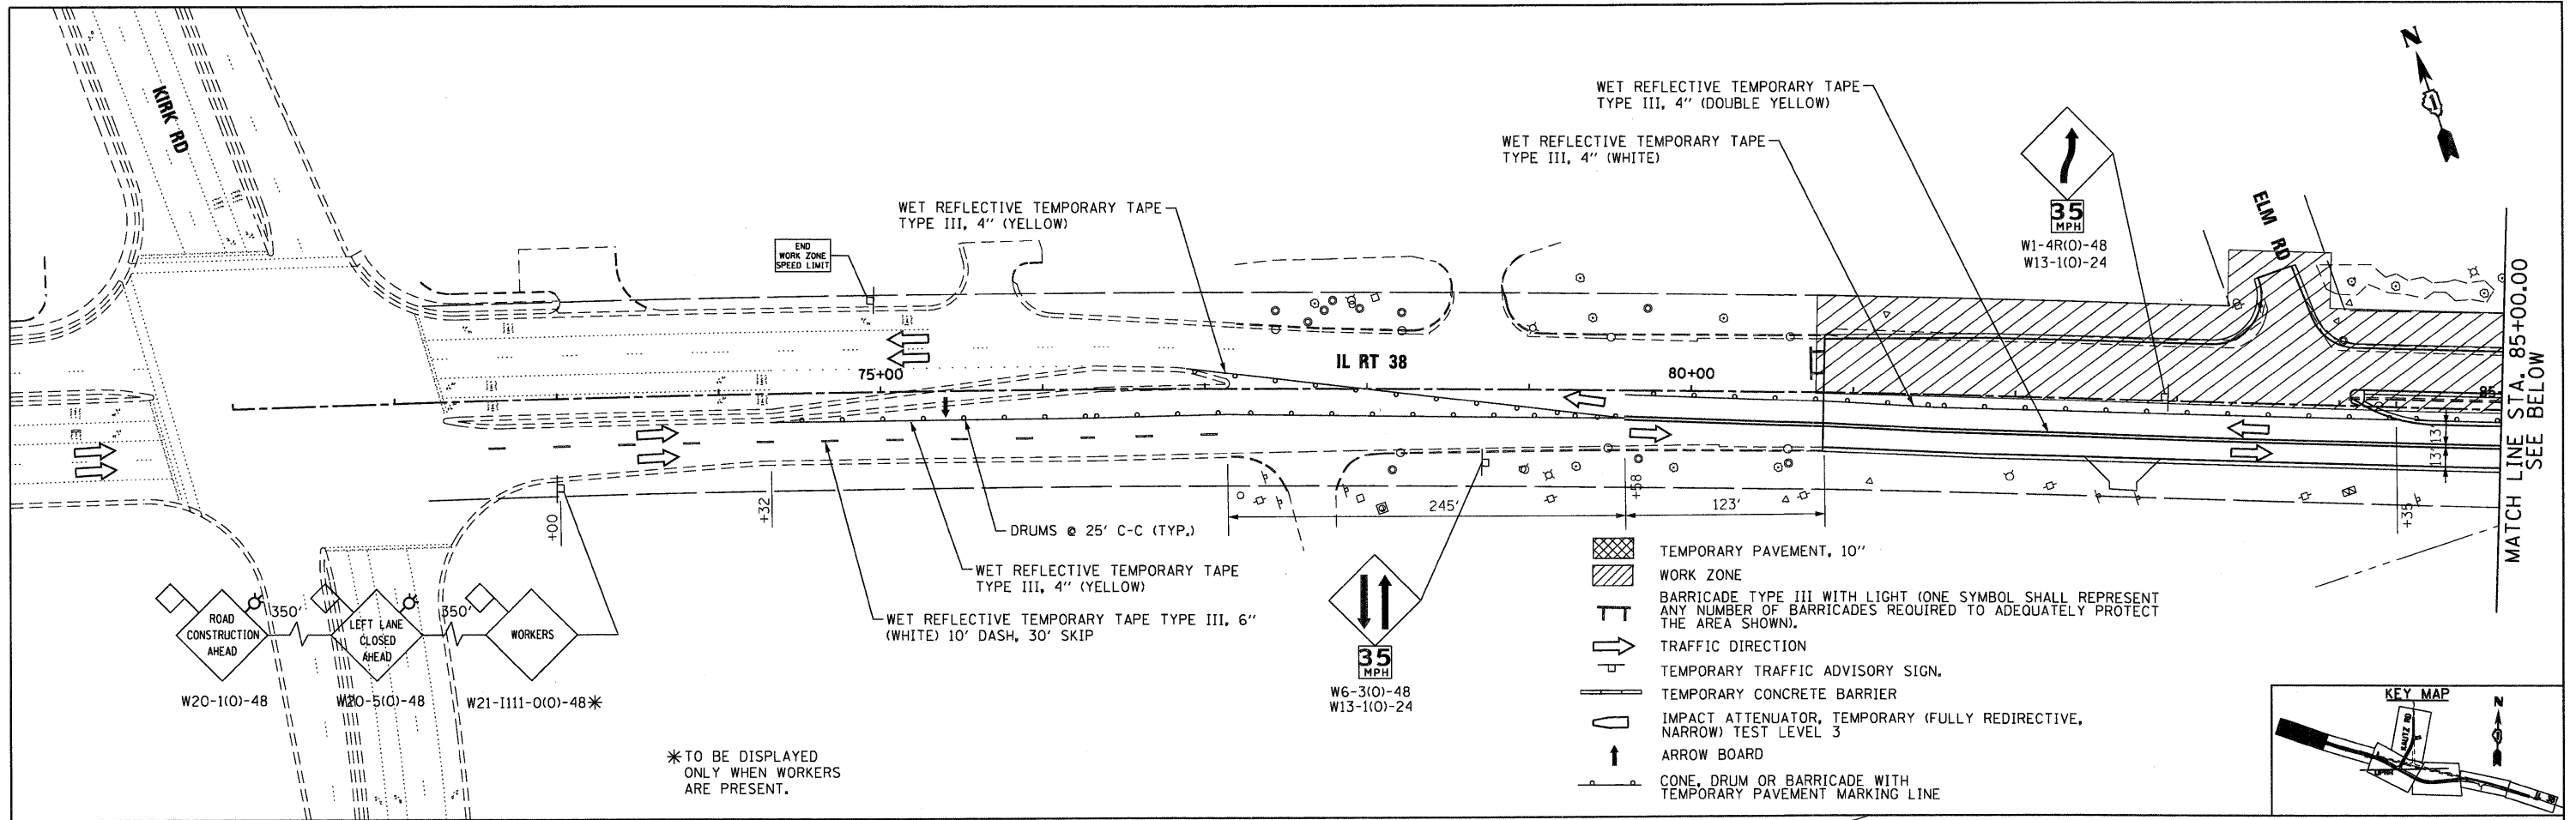 KIRK RD
N
1
WET REFLECTIVE TEMPORARY TAPE
TYPE III, 4" (DOUBLE YELLOW)
WET REFLECTIVE TEMPORARY TAPE
TYPE III, 4" (WHITE)
35
MPH
W1-4R(O)-48
W13-1(O)-24
ELM RD
WET REFLECTIVE TEMPORARY TAPE
TYPE III, 4" (YELLOW)
END
WORK ZONE
SPEED LIMIT
75+00
IL RT 38
80+00
85
MATCH LINE STA. 85+00.00
SEE BELOW
13'
13'
+00
+32
245'
+58
123'
+35
DRUMS @ 25' C-C (TYP.)
WET REFLECTIVE TEMPORARY TAPE
TYPE III, 4" (YELLOW)
WET REFLECTIVE TEMPORARY TAPE TYPE III, 6"
(WHITE) 10' DASH, 30' SKIP
ROAD
CONSTRUCTION
AHEAD
350'
LEFT LANE
CLOSED
AHEAD
350'
WORKERS
W20-1(O)-48
W20-5(O)-48
W21-I111-O(O)-48*
*TO BE DISPLAYED
ONLY WHEN WORKERS
ARE PRESENT.
35
MPH
W6-3(O)-48
W13-1(O)-24
TEMPORARY PAVEMENT, 10"
WORK ZONE
BARRICADE TYPE III WITH LIGHT (ONE SYMBOL SHALL REPRESENT
ANY NUMBER OF BARRICADES REQUIRED TO ADEQUATELY PROTECT
THE AREA SHOWN).
TRAFFIC DIRECTION
TEMPORARY TRAFFIC ADVISORY SIGN.
TEMPORARY CONCRETE BARRIER
IMPACT ATTENUATOR, TEMPORARY (FULLY REDIRECTIVE,
NARROW) TEST LEVEL 3
ARROW BOARD
CONE, DRUM OR BARRICADE WITH
TEMPORARY PAVEMENT MARKING LINE
KEY MAP
N
KAUTZ RD
UPRR
IL 38